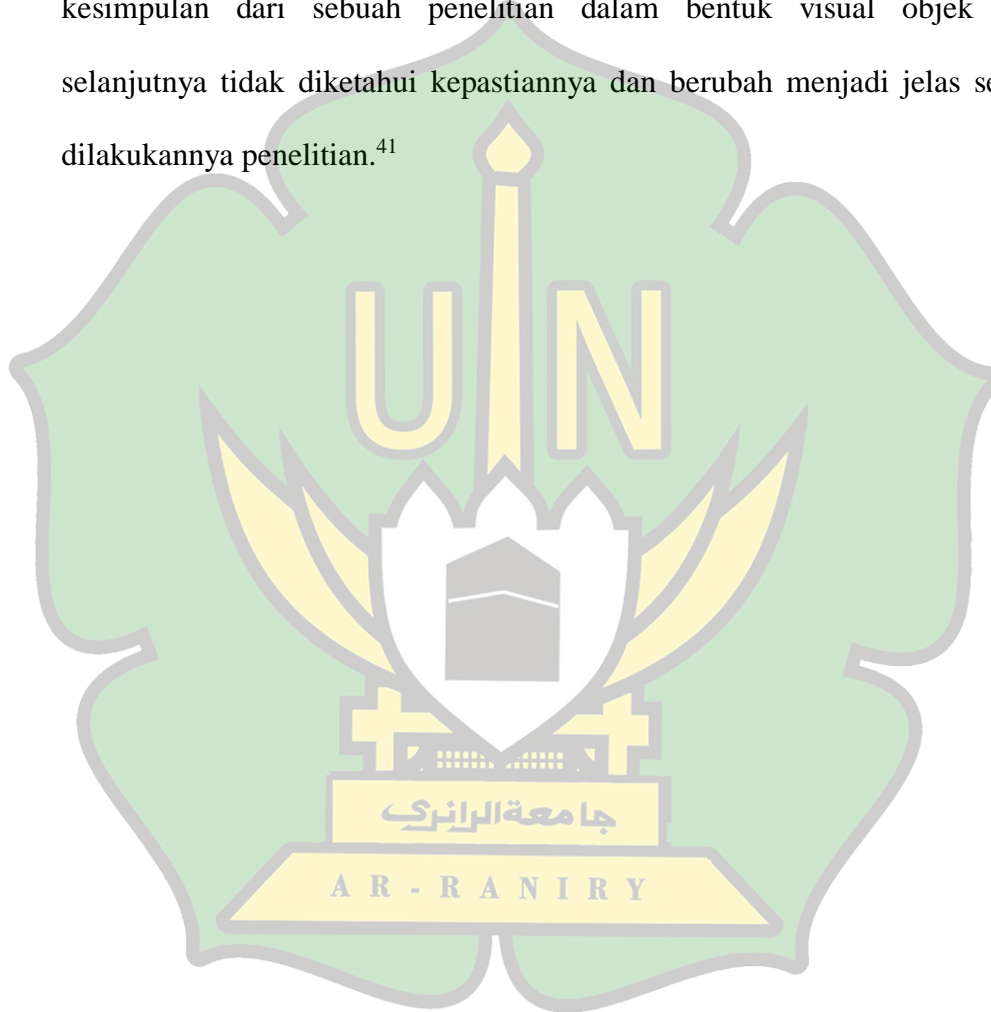 kesimpulan dari sebuah penelitian dalam bentuk visual objek
selanjutnya tidak diketahui kepastiannya dan berubah menjadi jelas se
dilakukannya penelitian.41
UIN
جامعة الرانري
AR-RANIRY